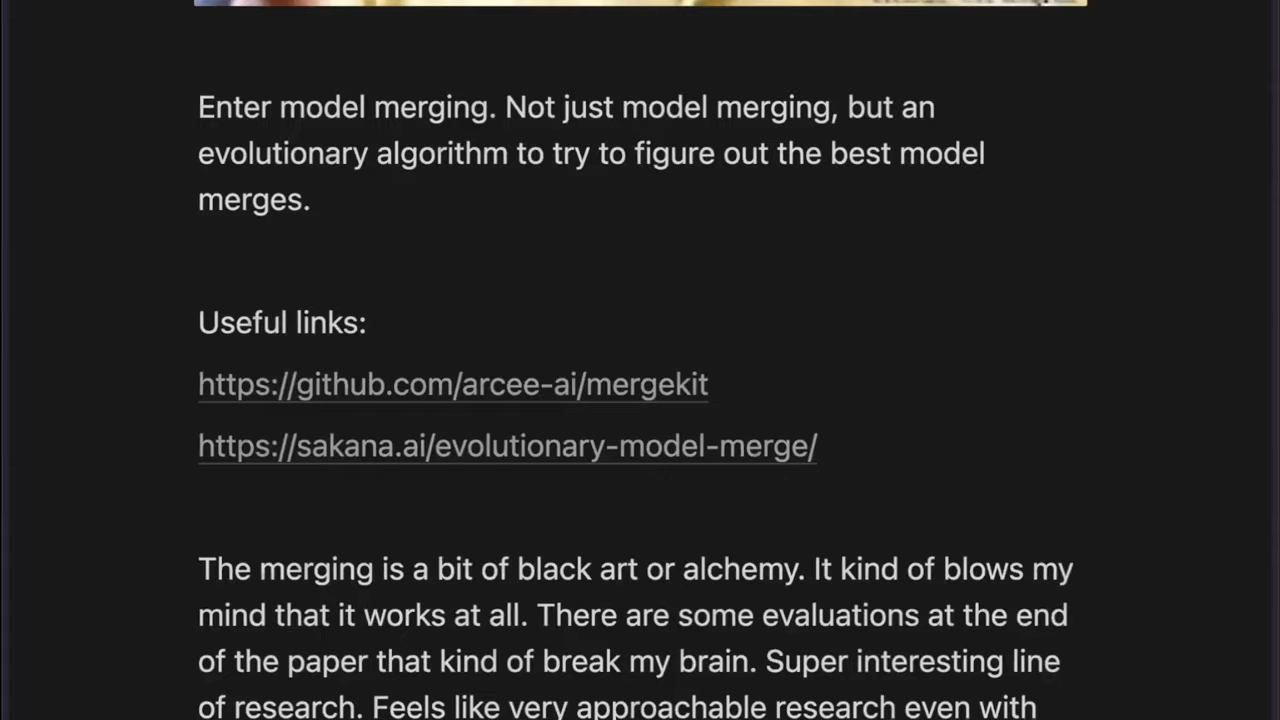 Enter model merging. Not just model merging, but an
evolutionary algorithm to try to figure out the best model
merges.
Useful links:
https://github.com/arcee-ai/mergekit
https://sakana.ai/evolutionary-model-merge/
The merging is a bit of black art or alchemy. It kind of blows my
mind that it works at all. There are some evaluations at the end
of the paper that kind of break my brain. Super interesting line
of research. Feels like very approachable research even with